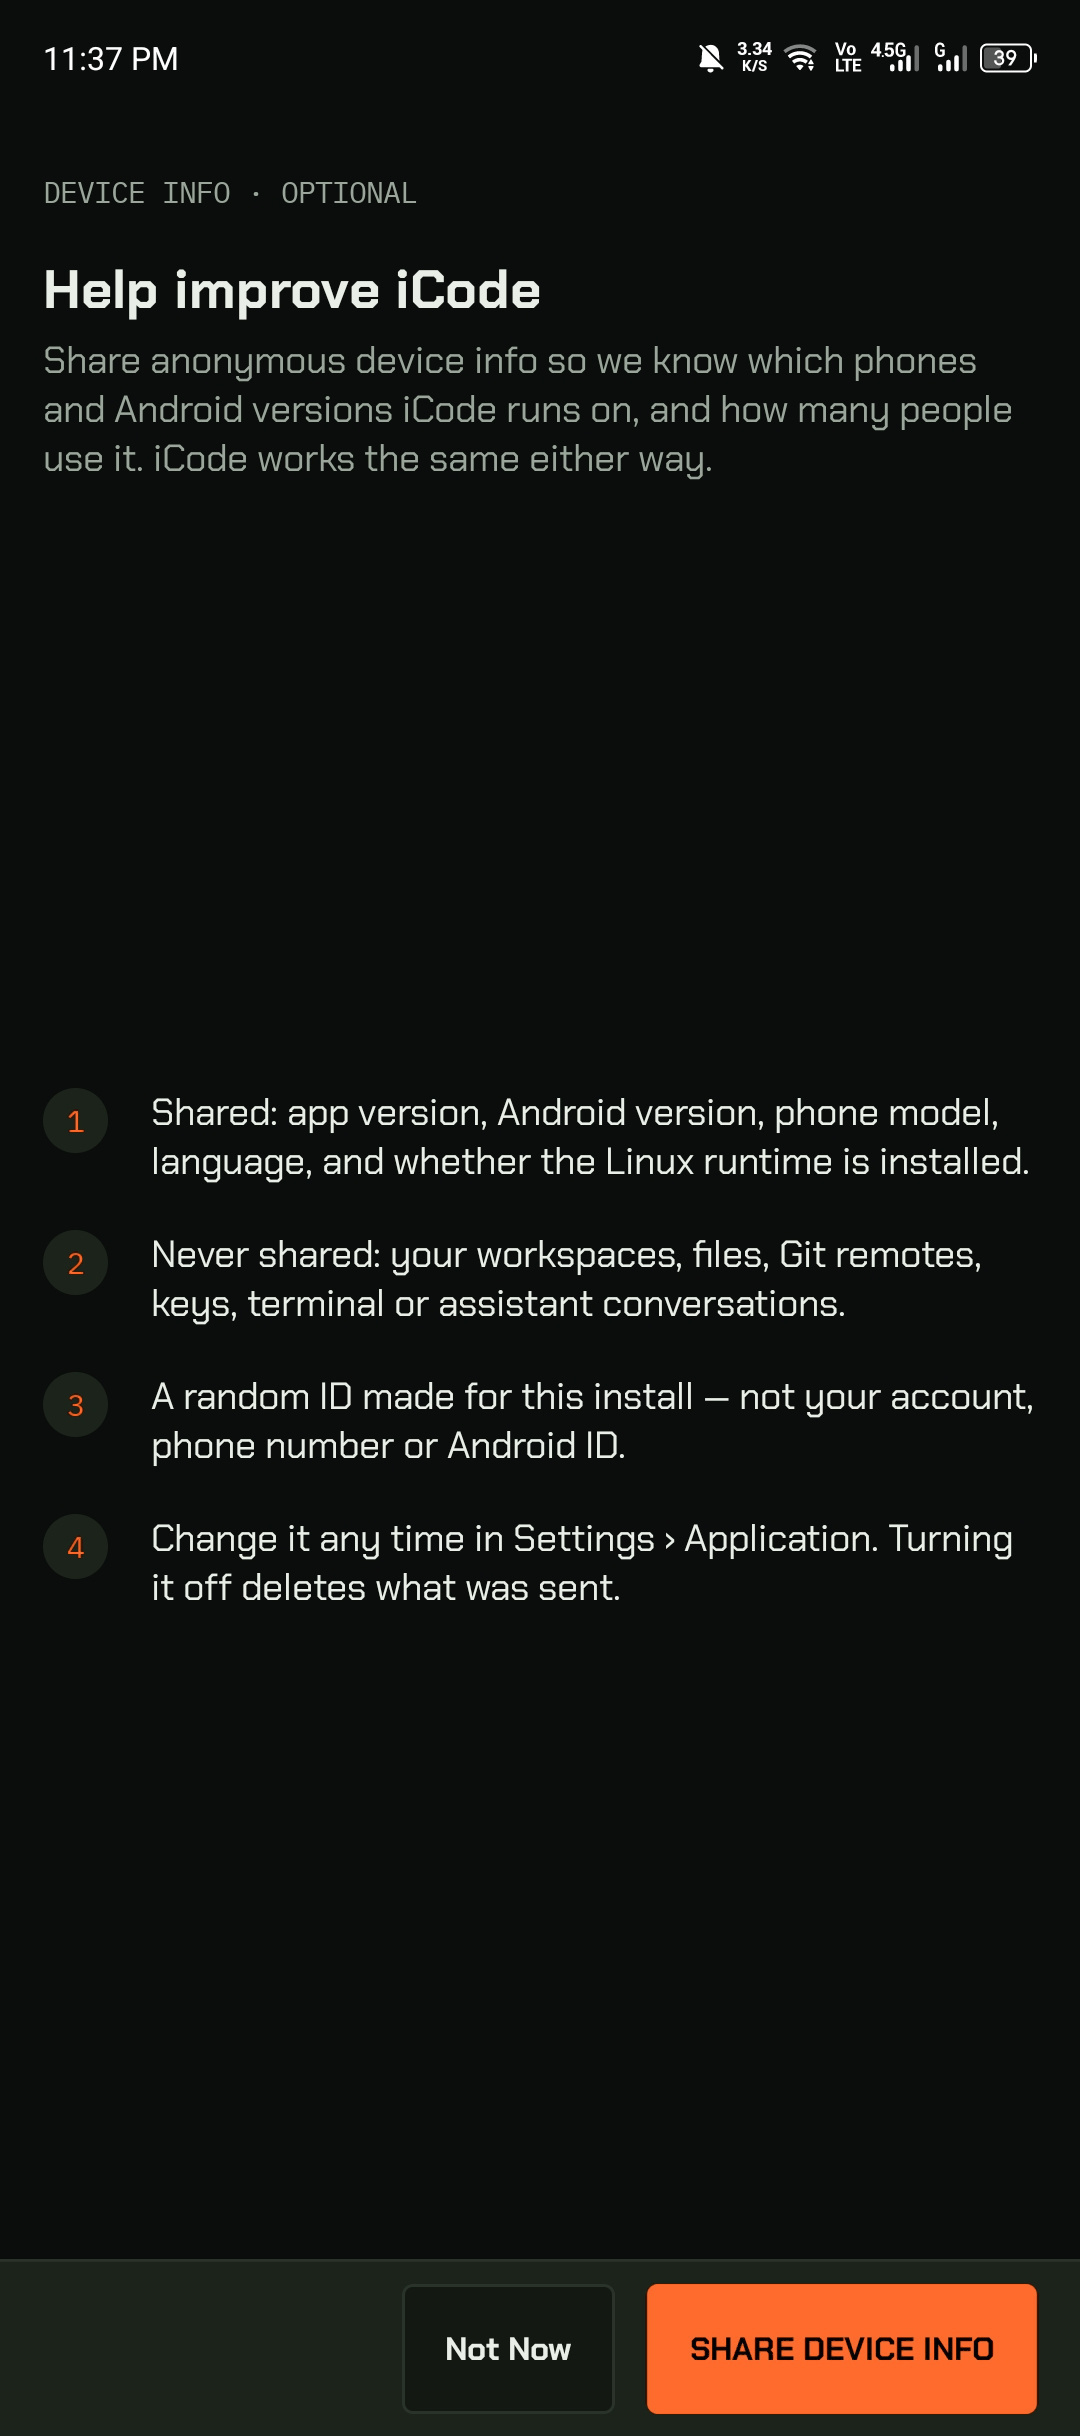 11:37 PM
3.34 K/S
Vo LTE
4.5G
G
39
DEVICE INFO · OPTIONAL
Help improve iCode
Share anonymous device info so we know which phones
and Android versions iCode runs on, and how many people
use it. iCode works the same either way.
1
Shared: app version, Android version, phone model,
language, and whether the Linux runtime is installed.
2
Never shared: your workspaces, files, Git remotes,
keys, terminal or assistant conversations.
3
A random ID made for this install — not your account,
phone number or Android ID.
4
Change it any time in Settings › Application. Turning
it off deletes what was sent.
Not Now
SHARE DEVICE INFO